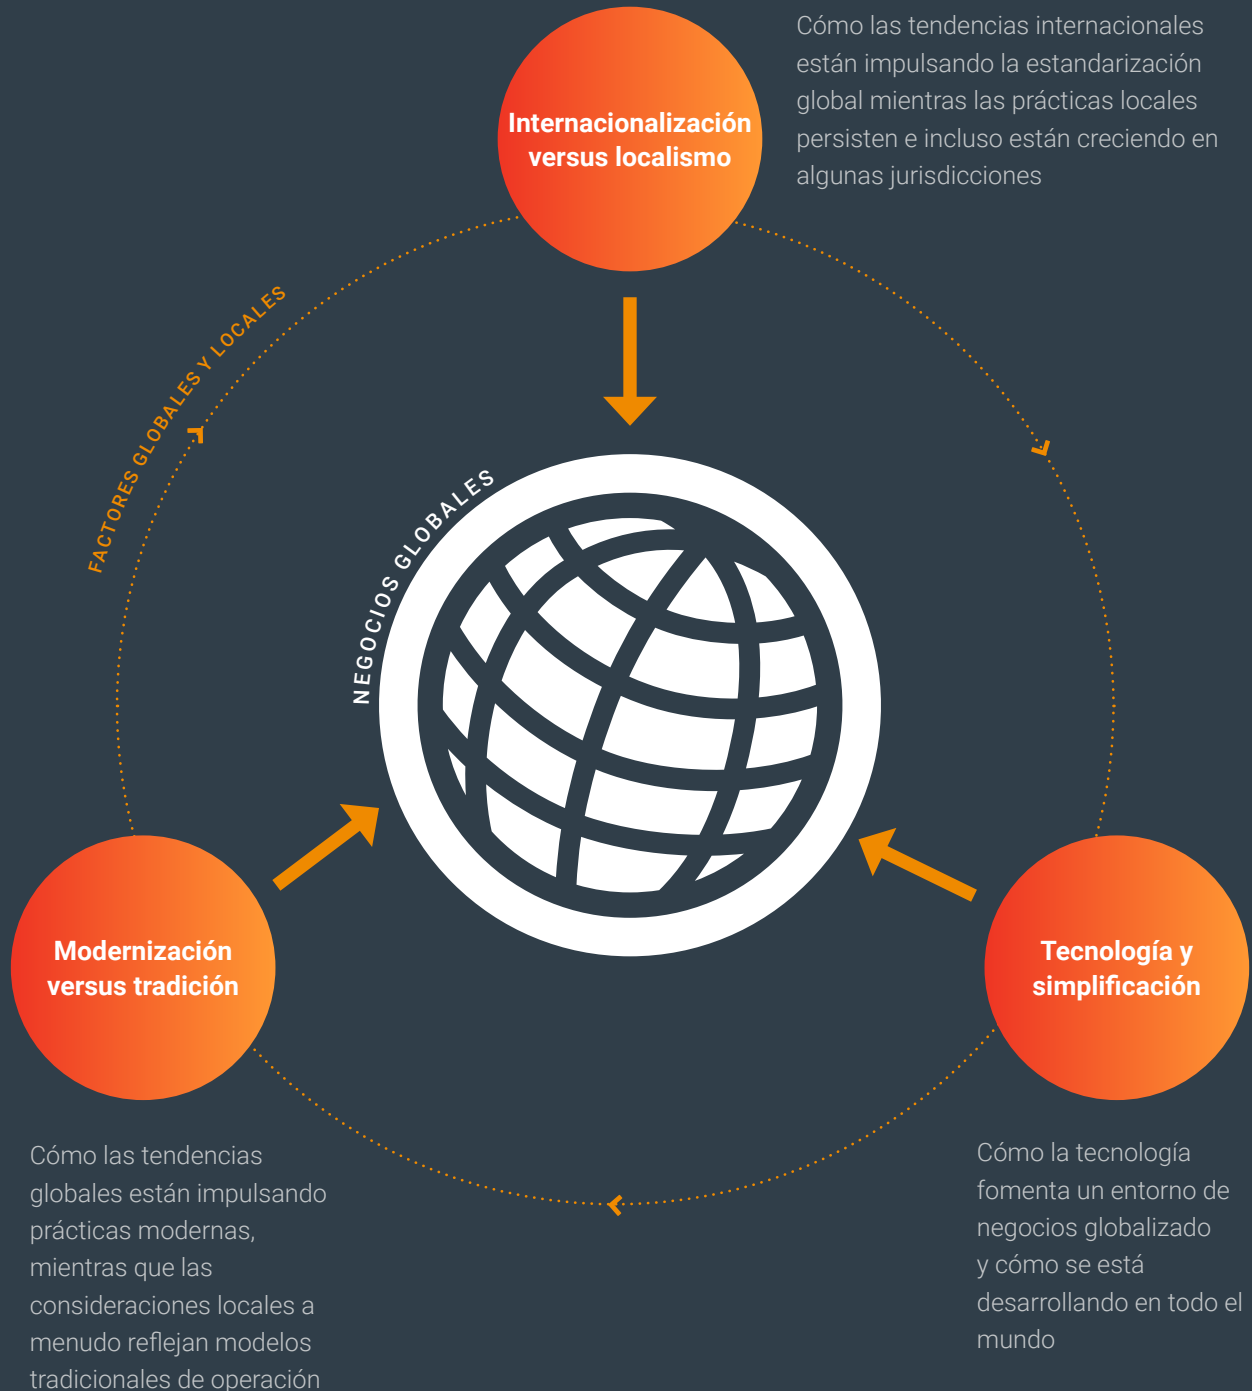 Internacionalización
versus localismo
Cómo las tendencias internacionales
están impulsando la estandarización
global mientras las prácticas locales
persisten e incluso están creciendo en
algunas jurisdicciones
FACTORES GLOBALES Y LOCALES
NEGOCIOS GLOBALES
Modernización
versus tradición
Cómo las tendencias
globales están impulsando
prácticas modernas,
mientras que las
consideraciones locales a
menudo reflejan modelos
tradicionales de operación
Tecnología y
simplificación
Cómo la tecnología
fomenta un entorno de
negocios globalizado
y cómo se está
desarrollando en todo el
mundo